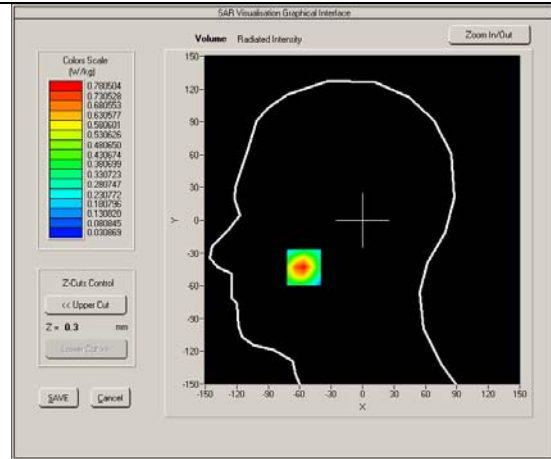 SAR Visualisation Graphical Interface
Volume Radiated Intensity
Zoom In/Out
Colors Scale
(W/kg)
0.780504
0.730528
0.680553
0.630577
0.580601
0.530626
0.480650
0.430674
0.380699
0.330723
0.280747
0.230772
0.180796
0.130820
0.080845
0.030869
Z-Cuts Control
<< Upper Cut
Z = 0.3 mm
SAVE
Cancel
150
120
90
60
30
Y
0
-30
-60
-90
-120
-150
-150 -120 -90 -60 -30 0 30 60 90 120 150
X